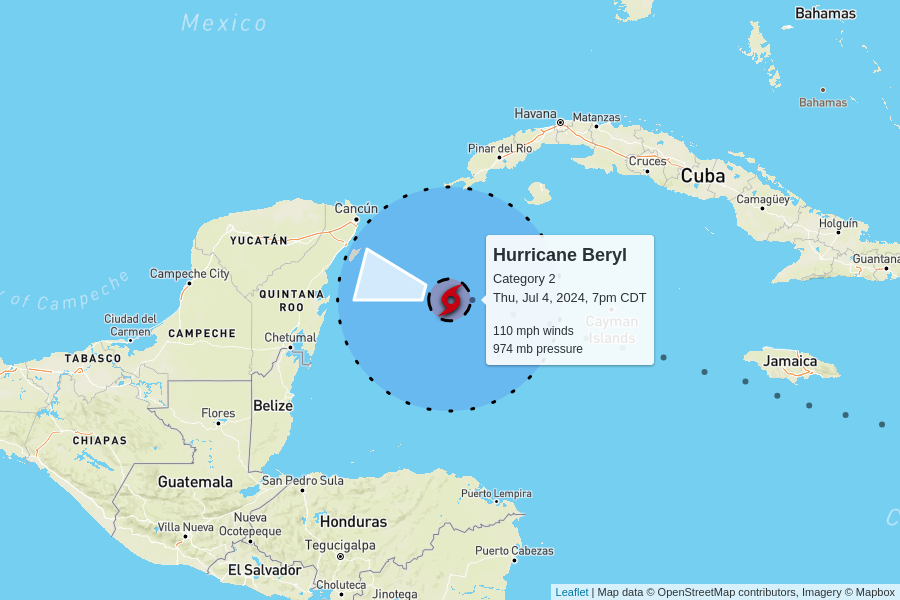 Mexico
Bahamas
Bahamas
Havana
Matanzas
Pinar del Río
Cruces
Cuba
Camagüey
Holguín
Guantana
Cancún
YUCATÁN
Campeche City
r of Campeche
QUINTANA
ROO
Ciudad del
Carmen
CAMPECHE
Chetumal
TABASCO
Hurricane Beryl
Category 2
Thu, Jul 4, 2024, 7pm CDT
110 mph winds
974 mb pressure
Cayman
Islands
Jamaica
Flores
Belize
CHIAPAS
Guatemala
San Pedro Sula
Puerto Lempira
Villa Nueva
Nueva
Ocotepeque
Honduras
Tegucigalpa
Puerto Cabezas
El Salvador
Choluteca
Jinotega
C
Leaflet | Map data © OpenStreetMap contributors, Imagery © Mapbox